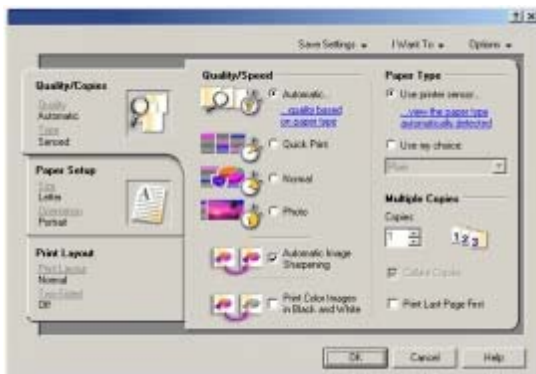 Save Settings
I Want To
Options
Quality/Copies
Quality
Automatic
Type
Sensed
Paper Setup
Size
Letter
Orientation
Portrait
Print Layout
Print Layout
Normal
Two-Sided
Off
Quality/Speed
Automatic...
...quality based
on paper type
Quick Print
Normal
Photo
Automatic Image
Sharpening
Print Color Images
in Black and White
Paper Type
Use printer sensor...
...view the paper type
automatically detected
Use my choice:
Plain
Multiple Copies
Copies:
1
1 2 3
Collate Copies
Print Last Page First
OK
Cancel
Help